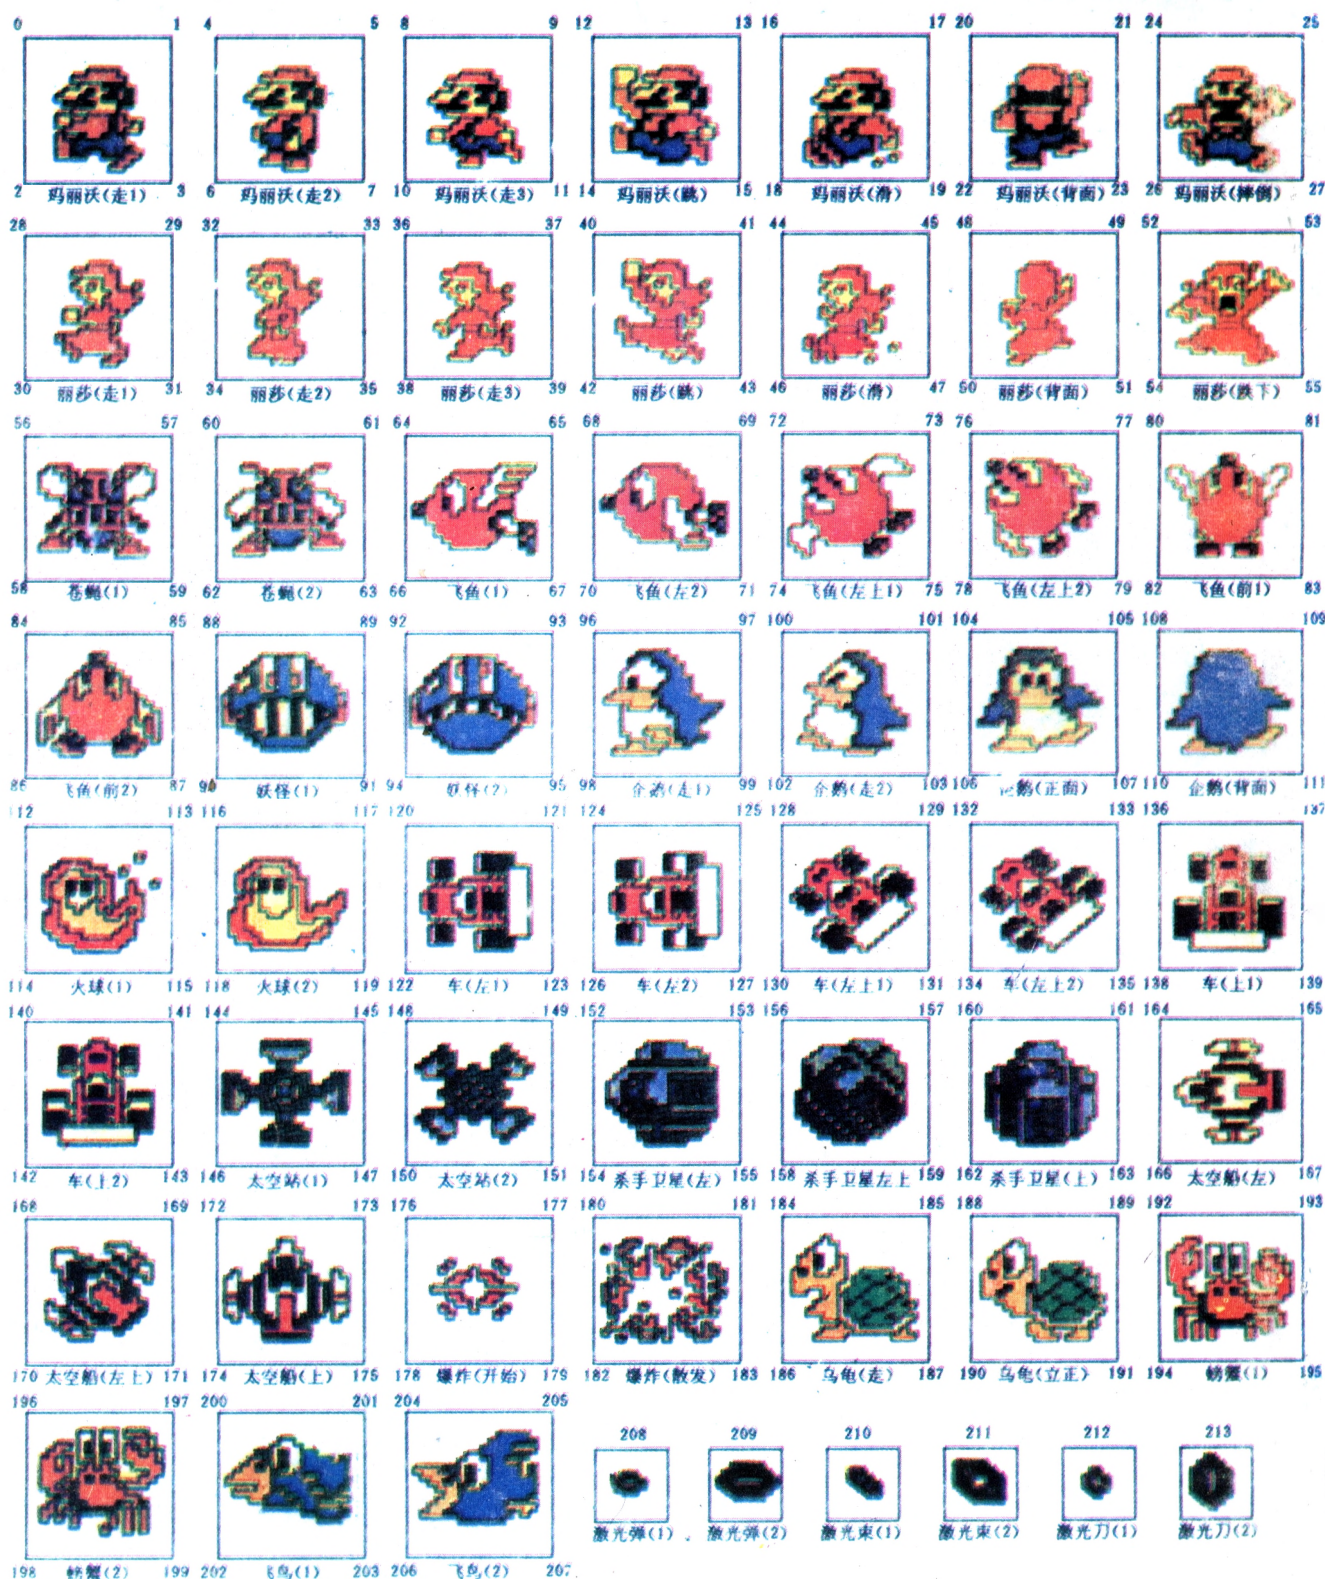 0 1 4 5 8 9 12 13 16 17 20 21 24 25
2 玛丽沃(走1) 3 6 玛丽沃(走2) 7 10 玛丽沃(走3) 11 14 玛丽沃(跳) 15 18 玛丽沃(滑) 19 22 玛丽沃(背面) 23 26 玛丽沃(摔倒) 27
28 29 32 33 36 37 40 41 44 45 48 49 52 53
30 丽莎(走1) 31 34 丽莎(走2) 35 38 丽莎(走3) 39 42 丽莎(跳) 43 46 丽莎(滑) 47 50 丽莎(背面) 51 54 丽莎(跌下) 55
56 57 60 61 64 65 68 69 72 73 76 77 80 81
58 苍蝇(1) 59 62 苍蝇(2) 63 66 飞鱼(1) 67 70 飞鱼(左2) 71 74 飞鱼(左上1) 75 78 飞鱼(左上2) 79 82 飞鱼(前1) 83
84 85 88 89 92 93 96 97 100 101 104 105 108 109
86 飞鱼(前2) 87 90 妖怪(1) 91 94 妖怪(2) 95 98 企鹅(走1) 99 102 企鹅(走2) 103 106 企鹅(正面) 107 110 企鹅(背面) 111
112 113 116 117 120 121 124 125 128 129 132 133 136 137
114 火球(1) 115 118 火球(2) 119 122 车(左1) 123 126 车(左2) 127 130 车(左上1) 131 134 车(左上2) 135 138 车(上1) 139
140 141 144 145 148 149 152 153 156 157 160 161 164 165
142 车(上2) 143 146 太空站(1) 147 150 太空站(2) 151 154 杀手卫星(左) 155 158 杀手卫星左上 159 162 杀手卫星(上) 163 166 太空船(左) 167
168 169 172 173 176 177 180 181 184 185 188 189 192 193
170 太空船(左上) 171 174 太空船(上) 175 178 爆炸(开始) 179 182 爆炸(散发) 183 186 乌龟(走) 187 190 乌龟(立正) 191 194 螃蟹(1) 195
196 197 200 201 204 205 208 209 210 211 212 213
激光弹(1) 激光弹(2) 激光束(1) 激光束(2) 激光刀(1) 激光刀(2)
198 螃蟹(2) 199 202 飞鸟(1) 203 206 飞鸟(2) 207